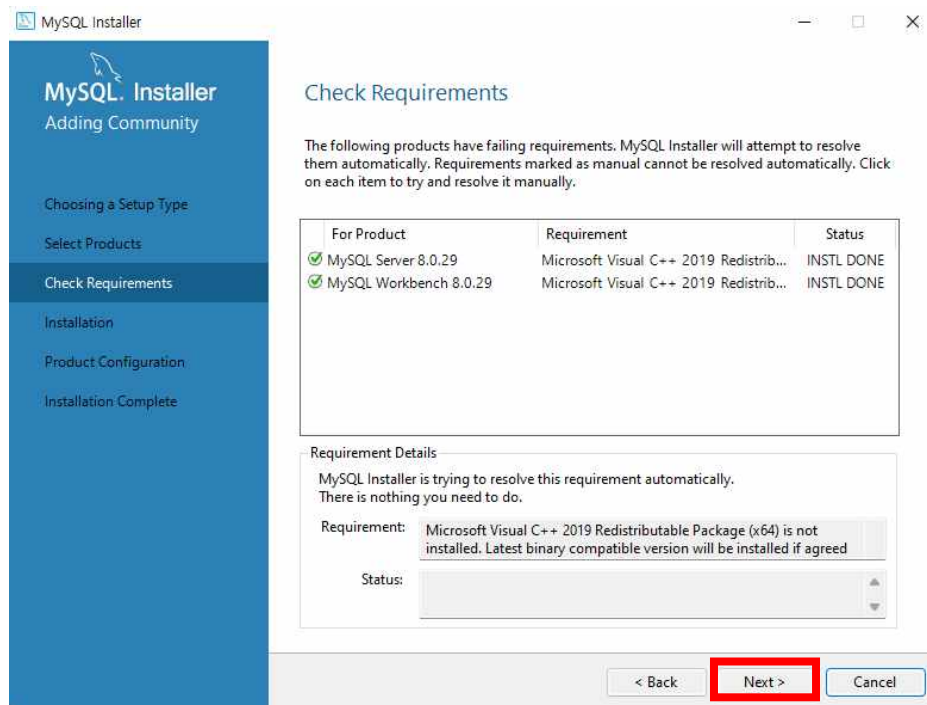 MySQL Installer
MySQL. Installer
Adding Community
Choosing a Setup Type
Select Products
Check Requirements
Installation
Product Configuration
Installation Complete
Check Requirements
The following products have failing requirements. MySQL Installer will attempt to resolve
them automatically. Requirements marked as manual cannot be resolved automatically. Click
on each item to try and resolve it manually.
For Product Requirement Status
MySQL Server 8.0.29 Microsoft Visual C++ 2019 Redistrib... INSTL DONE
MySQL Workbench 8.0.29 Microsoft Visual C++ 2019 Redistrib... INSTL DONE
Requirement Details
MySQL Installer is trying to resolve this requirement automatically.
There is nothing you need to do.
Requirement: Microsoft Visual C++ 2019 Redistributable Package (x64) is not
installed. Latest binary compatible version will be installed if agreed
Status:
< Back Next > Cancel